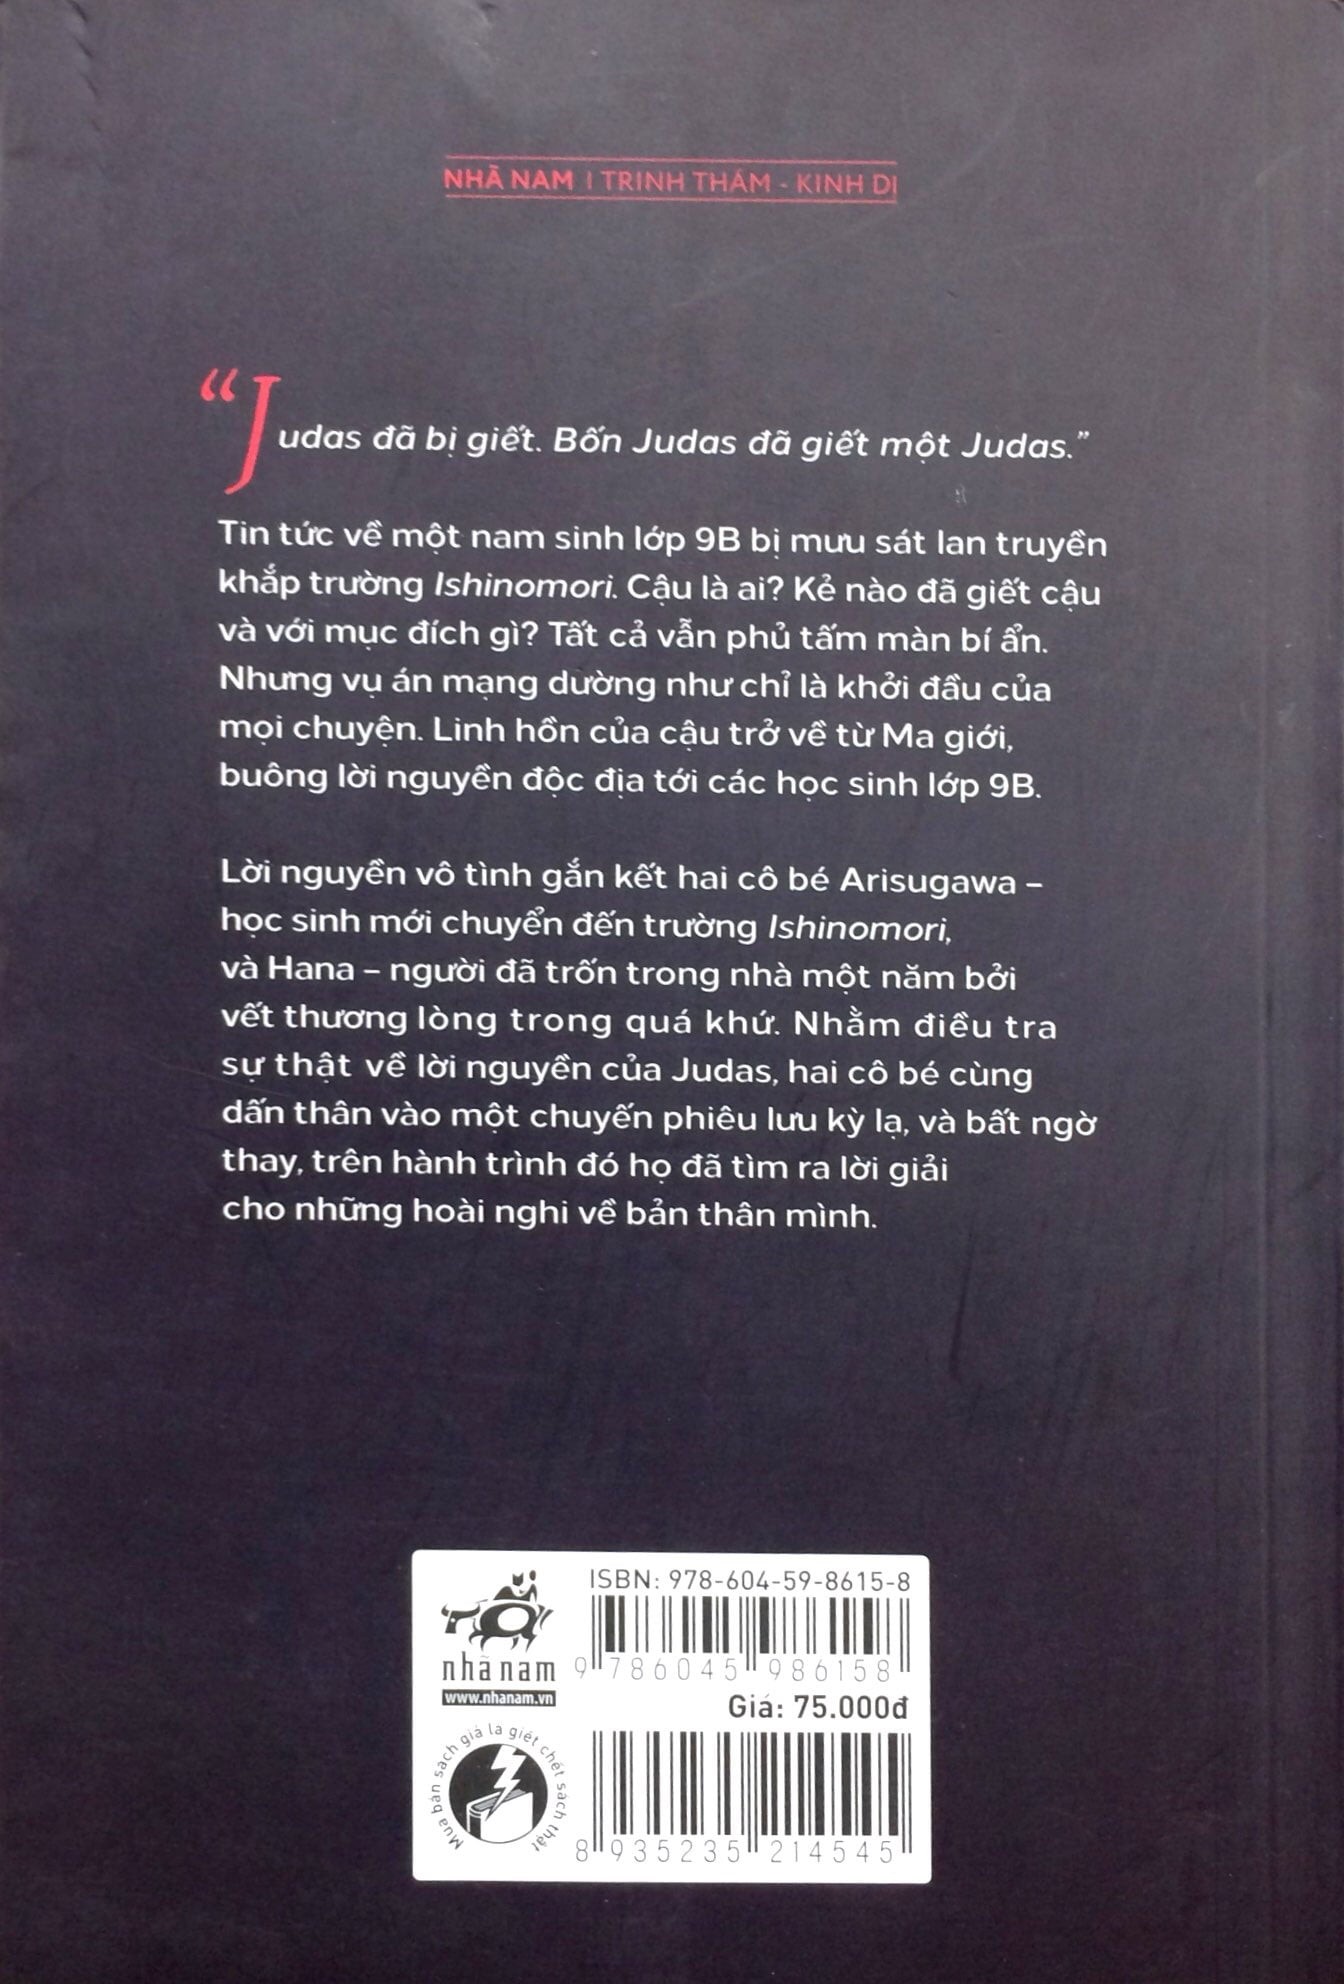 NHÃ NAM | TRINH THÁM - KINH DỊ
“Judas đã bị giết. Bốn Judas đã giết một Judas.”
Tin tức về một nam sinh lớp 9B bị mưu sát lan truyền
khắp trường Ishinomori. Cậu là ai? Kẻ nào đã giết cậu
và với mục đích gì? Tất cả vẫn phủ tấm màn bí ẩn.
Nhưng vụ án mạng dường như chỉ là khởi đầu của
mọi chuyện. Linh hồn của cậu trở về từ Ma giới,
buông lời nguyền độc địa tới các học sinh lớp 9B.
Lời nguyền vô tình gắn kết hai cô bé Arisugawa –
học sinh mới chuyển đến trường Ishinomori,
và Hana – người đã trốn trong nhà một năm bởi
vết thương lòng trong quá khứ. Nhằm điều tra
sự thật về lời nguyền của Judas, hai cô bé cùng
dấn thân vào một chuyến phiêu lưu kỳ lạ, và bất ngờ
thay, trên hành trình đó họ đã tìm ra lời giải
cho những hoài nghi về bản thân mình.
ISBN: 978-604-59-8615-8
nhã nam
www.nhanam.vn
9 786045 986158
Giá: 75.000đ
Mua bán sách giả là giết chết sách thật
8 935235 214545